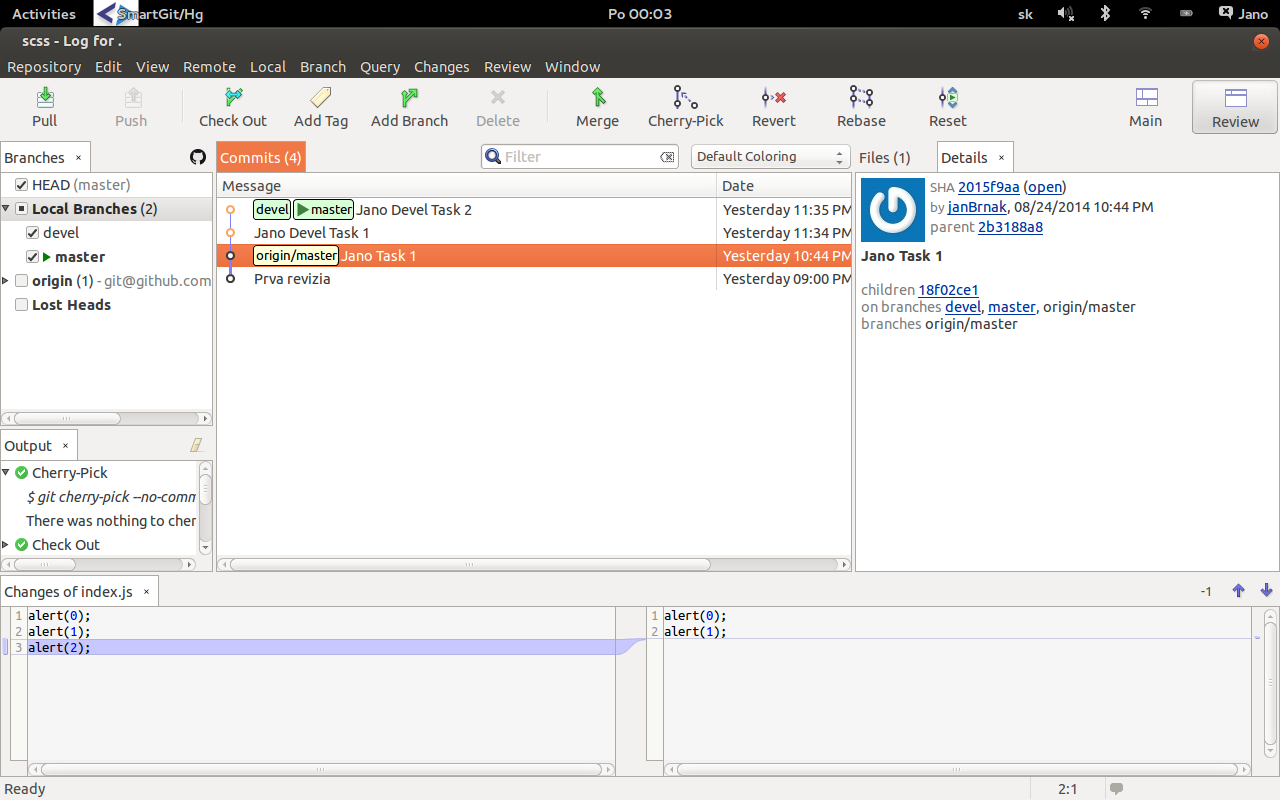 Activities SmartGit/Hg Po 00:03 sk Jano
scss - Log for .
Repository Edit View Remote Local Branch Query Changes Review Window
Pull Push Check Out Add Tag Add Branch Delete Merge Cherry-Pick Revert Rebase Reset Main Review
Branches ×
HEAD (master)
Local Branches (2)
devel
master
origin (1) - git@github.com
Lost Heads
Output ×
Cherry-Pick
$ git cherry-pick --no-comm
There was nothing to cher
Check Out
Commits (4) Filter Default Coloring
Message Date
devel master Jano Devel Task 2 Yesterday 11:35 PM
Jano Devel Task 1 Yesterday 11:34 PM
origin/master Jano Task 1 Yesterday 10:44 PM
Prva revizia Yesterday 09:00 PM
Files (1) Details ×
SHA 2015f9aa (open)
by janBrnak, 08/24/2014 10:44 PM
parent 2b3188a8
Jano Task 1
children 18f02ce1
on branches devel, master, origin/master
branches origin/master
Changes of index.js × -1
1 alert(0);
2 alert(1);
3 alert(2);
1 alert(0);
2 alert(1);
Ready 2:1